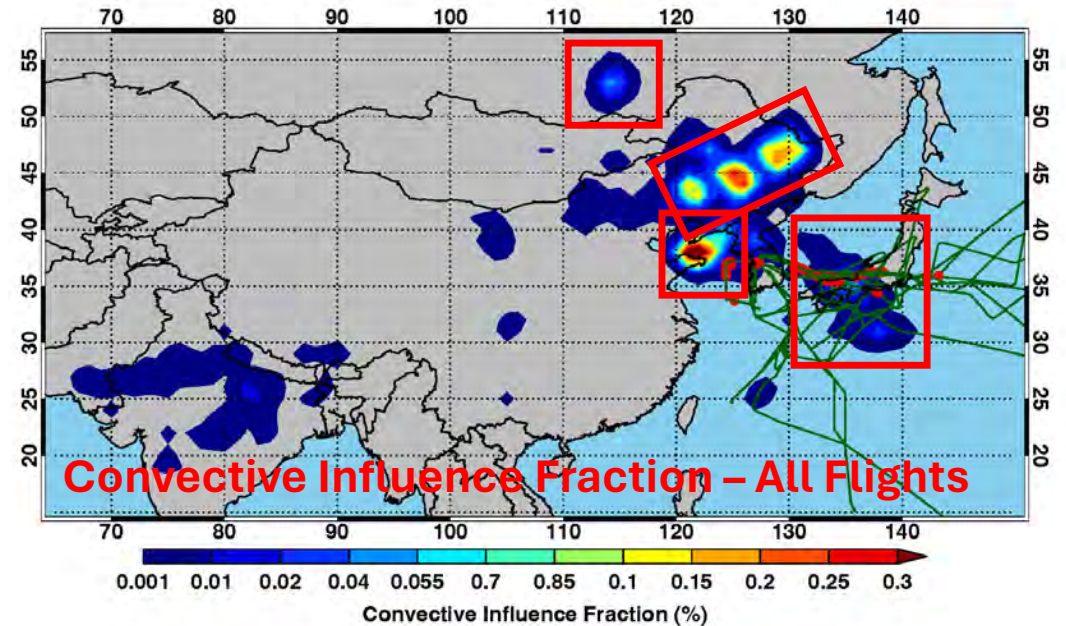 70 80 90 100 110 120 130 140
55 55
50 50
45 45
40 40
35 35
30 30
25 25
20 20
Convective Influence Fraction – All Flights
70 80 90 100 110 120 130 140
0.001 0.01 0.02 0.04 0.055 0.7 0.85 0.1 0.15 0.2 0.25 0.3
Convective Influence Fraction (%)